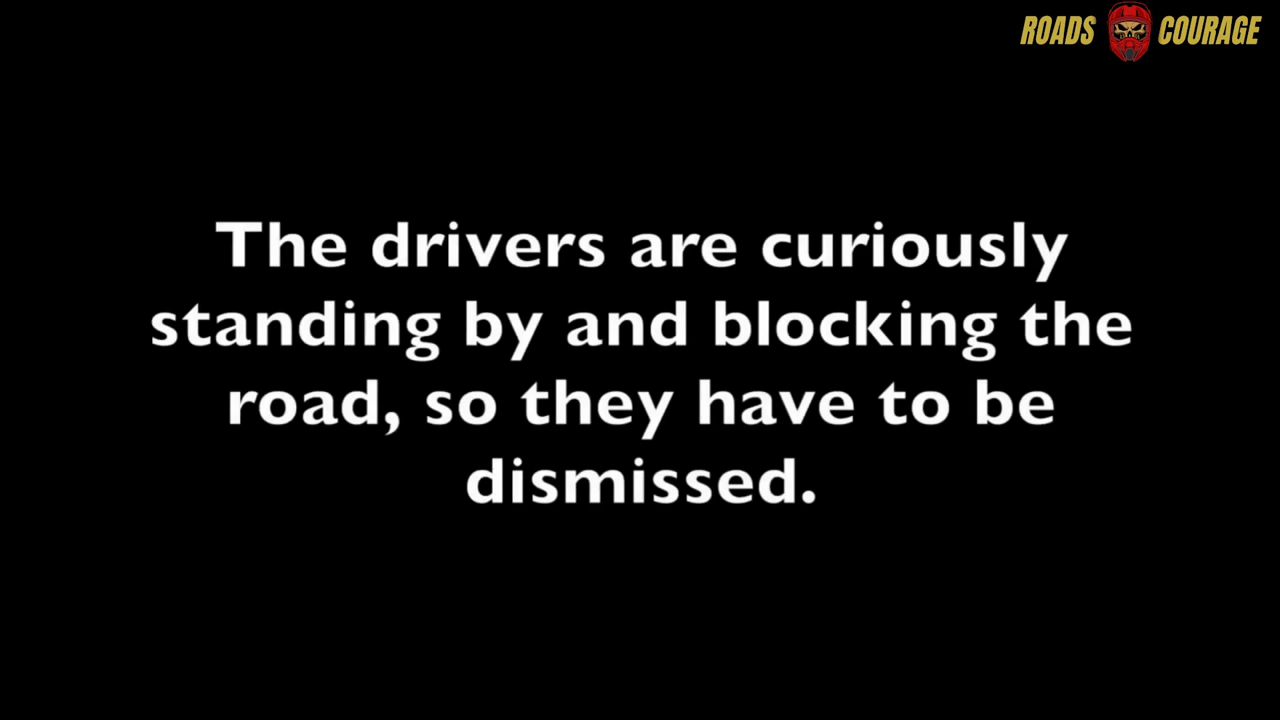 ROADS COURAGE
The drivers are curiously
standing by and blocking the
road, so they have to be
dismissed.